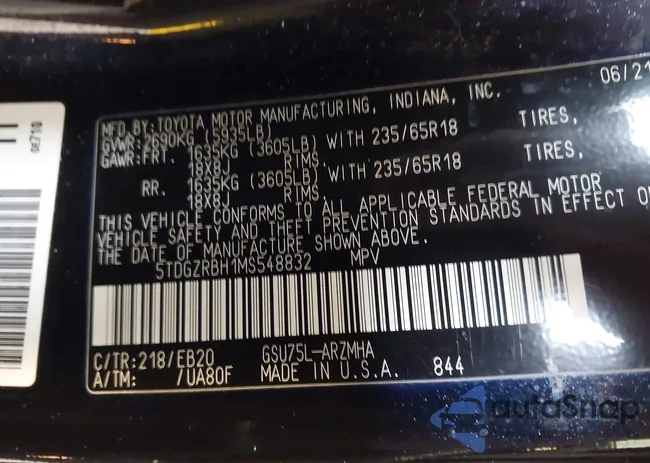 06/21
MFD.BY:TOYOTA MOTOR MANUFACTURING, INDIANA, INC.
GVWR:2690KG (5935LB)
GAWR:FRT. 1635KG (3605LB) WITH 235/65R18 TIRES,
18X8J RIMS.
RR. 1635KG (3605LB) WITH 235/65R18 TIRES,
18X8J RIMS.
THIS VEHICLE CONFORMS TO ALL APPLICABLE FEDERAL MOTOR
VEHICLE SAFETY AND THEFT PREVENTION STANDARDS IN EFFECT O
THE DATE OF MANUFACTURE SHOWN ABOVE.
5TDGZRBH1MS548832 MPV
C/TR:218/EB20 GSU75L-ARZMHA
A/TM: /UA80F MADE IN U.S.A. 844
autoSnap